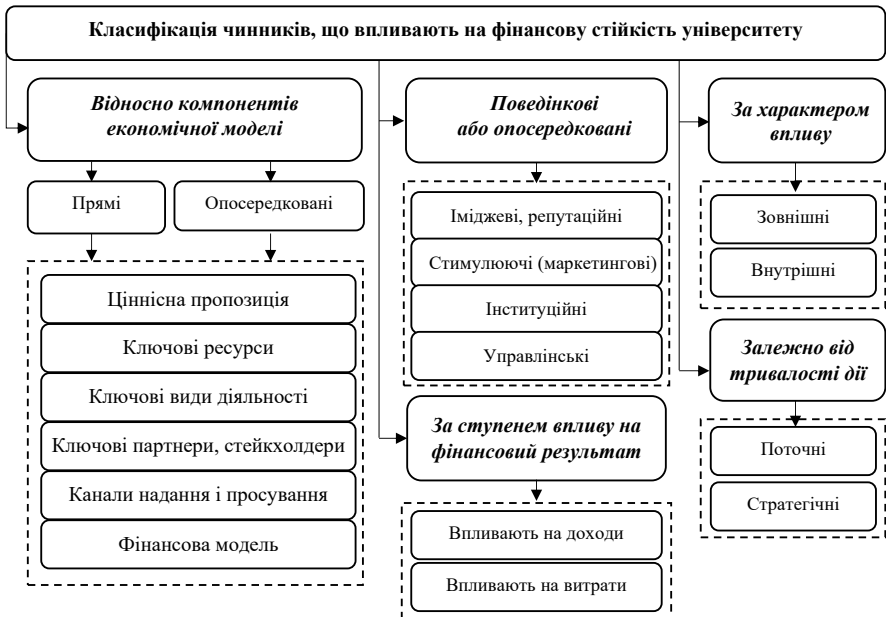 Класифікація чинників, що впливають на фінансову стійкість університету
Відносно компонентів
економічної моделі
Прямі
Опосередковані
Ціннісна пропозиція
Ключові ресурси
Ключові види діяльності
Ключові партнери, стейкхолдери
Канали надання і просування
Фінансова модель
Поведінкові
або опосередковані
Іміджеві, репутаційні
Стимулюючі (маркетингові)
Інституційні
Управлінські
За ступенем впливу на
фінансовий результат
Впливають на доходи
Впливають на витрати
За характером
впливу
Зовнішні
Внутрішні
Залежно від
тривалості дії
Поточні
Стратегічні